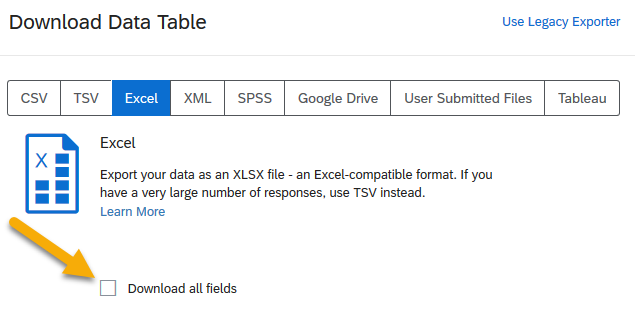 Download Data Table
Use Legacy Exporter
CSV
TSV
Excel
XML
SPSS
Google Drive
User Submitted Files
Tableau
X
Excel
Export your data as an XLSX file - an Excel-compatible format. If you
have a very large number of responses, use TSV instead.
Learn More
Download all fields